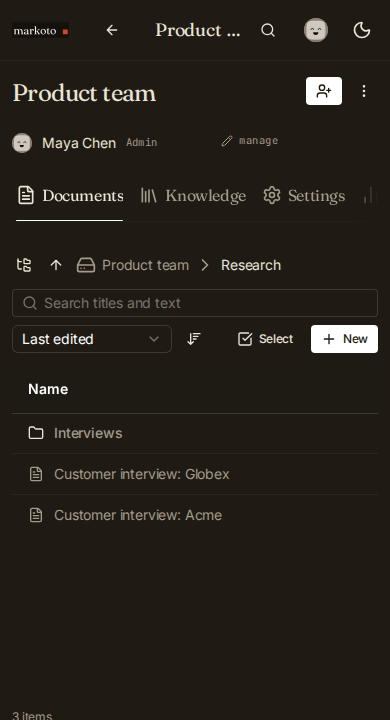 markoto
Product ...
Product team
Maya Chen Admin
manage
Documents Knowledge Settings
Product team > Research
Search titles and text
Last edited
Select
New
Name
Interviews
Customer interview: Globex
Customer interview: Acme
3 items